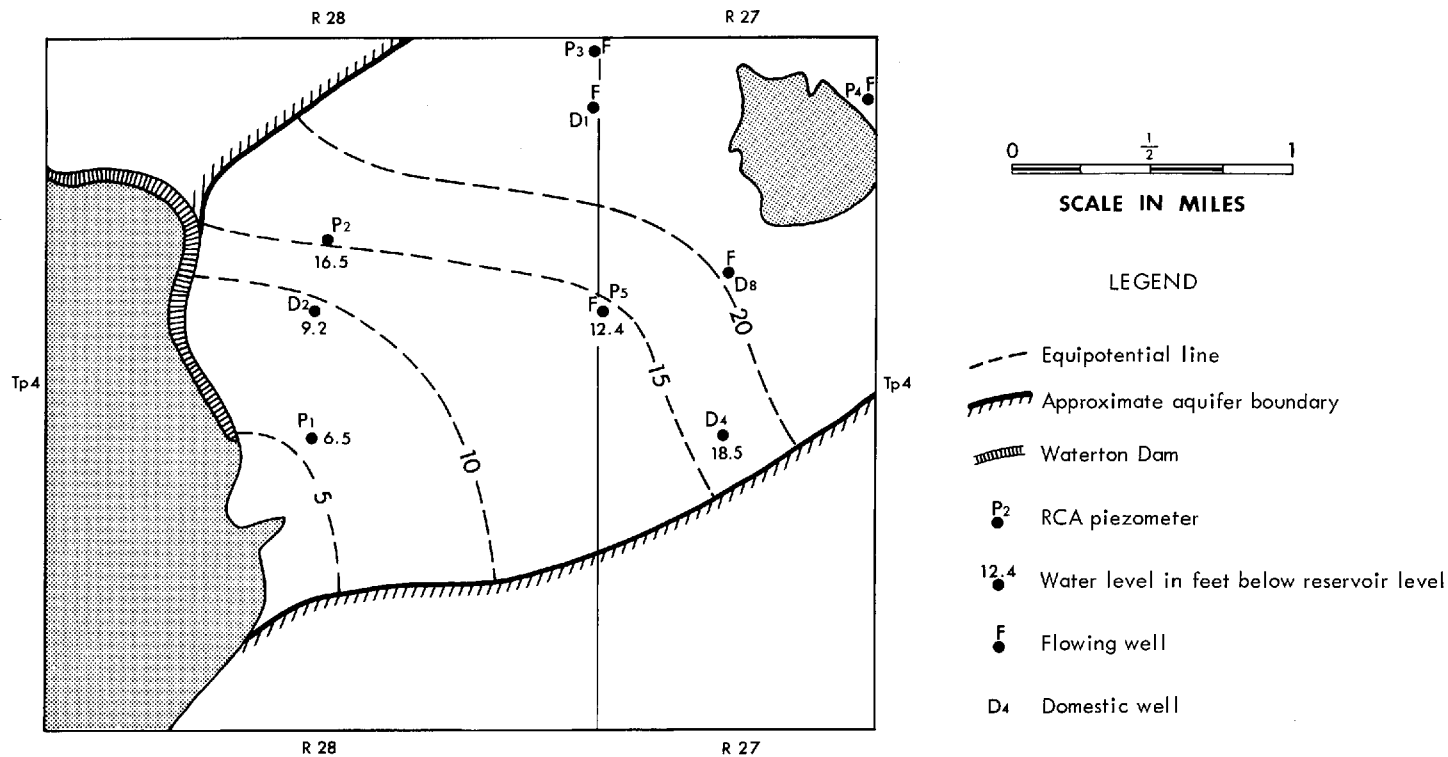 R 28
R 27
P3 F
F
D1
P4 F
P2
16.5
F
D8
D2
9.2
F P5
12.4
20
15
Tp4
Tp4
P1
6.5
D4
18.5
10
5
R 28
R 27
0 1/2 1
SCALE IN MILES
LEGEND
Equipotential line
Approximate aquifer boundary
Waterton Dam
P2
RCA piezometer
12.4
Water level in feet below reservoir level
F
Flowing well
D4
Domestic well